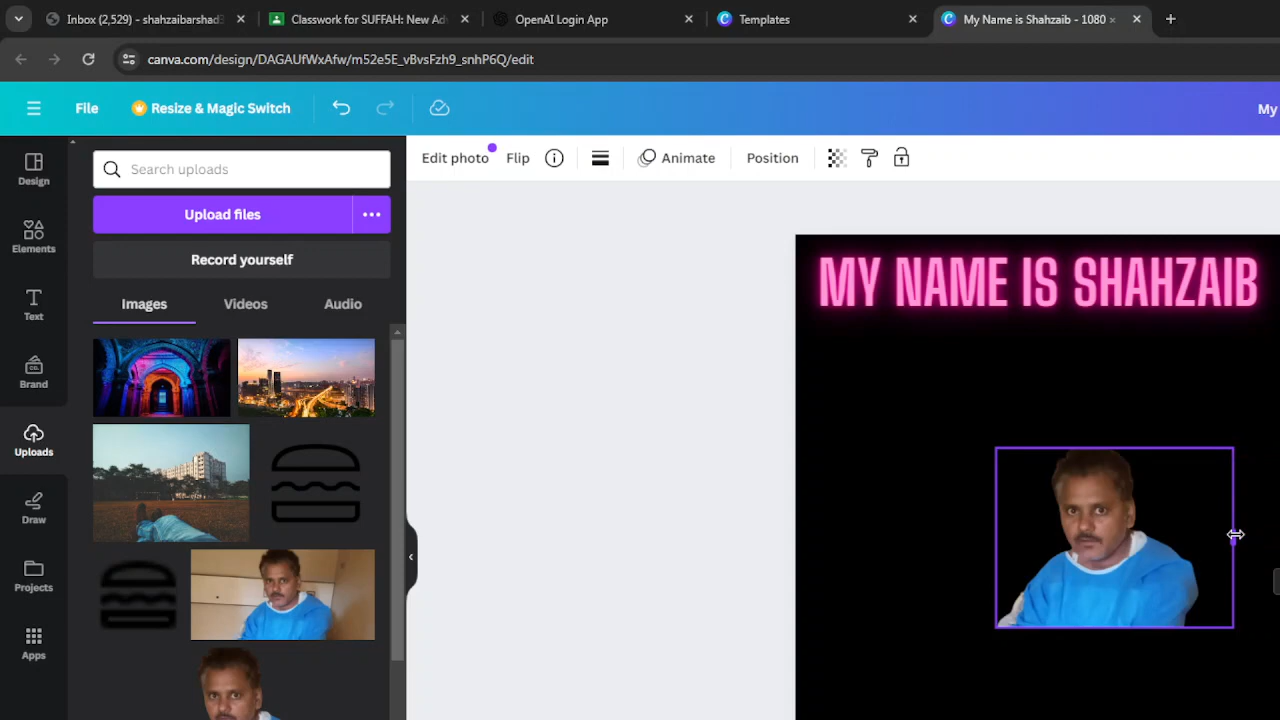 Inbox (2,529) - shahzaibarshad
Classwork for SUFFAH: New Ad
OpenAI Login App
Templates
My Name is Shahzaib - 1080
canva.com/design/DAGAUfWxAfw/m52e5E_vBvsFzh9_snhP6Q/edit
File
Resize & Magic Switch
My
Design
Elements
Text
Brand
Uploads
Draw
Projects
Apps
Search uploads
Upload files
Record yourself
Images
Videos
Audio
Edit photo
Flip
Animate
Position
MY NAME IS SHAHZAIB